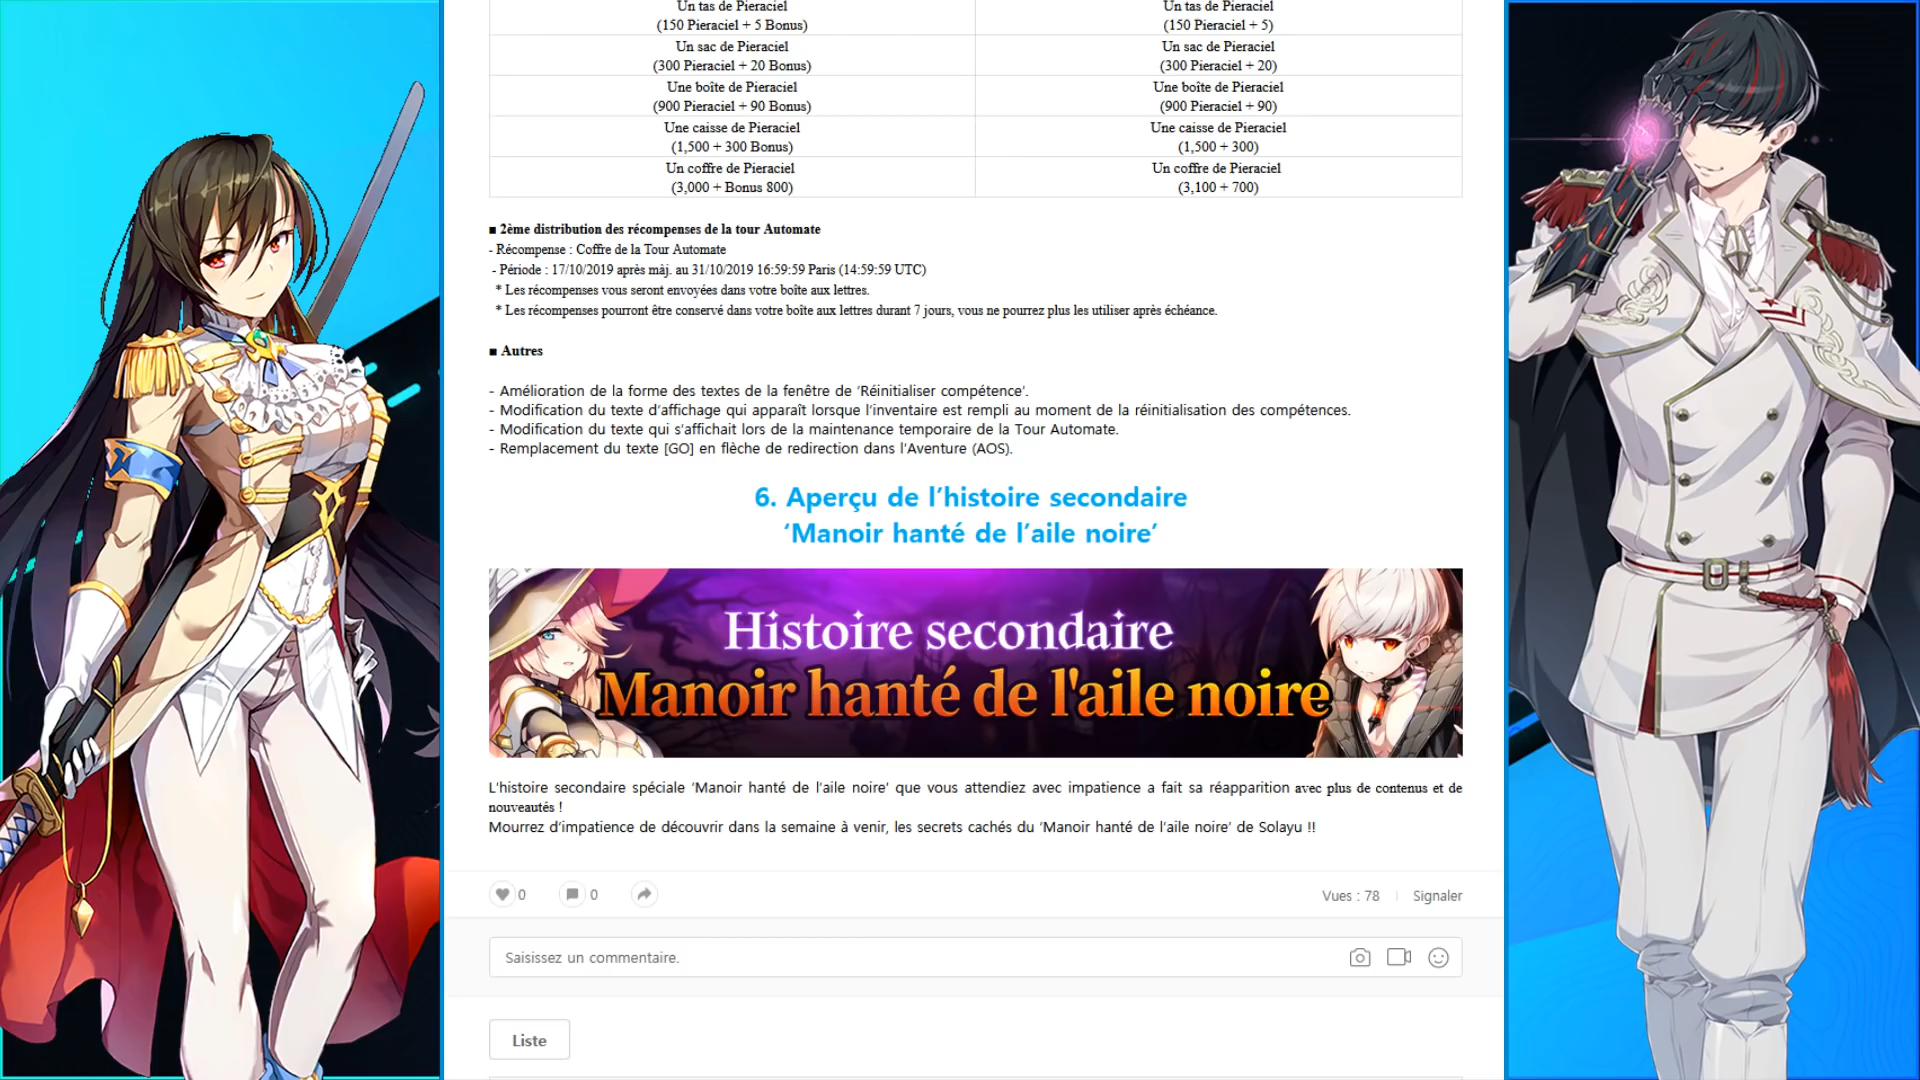 Un tas de Pieraciel
(150 Pieraciel + 5 Bonus)
Un tas de Pieraciel
(150 Pieraciel + 5)
Un sac de Pieraciel
(300 Pieraciel + 20 Bonus)
Un sac de Pieraciel
(300 Pieraciel + 20)
Une boîte de Pieraciel
(900 Pieraciel + 90 Bonus)
Une boîte de Pieraciel
(900 Pieraciel + 90)
Une caisse de Pieraciel
(1,500 + 300 Bonus)
Une caisse de Pieraciel
(1,500 + 300)
Un coffre de Pieraciel
(3,000 + Bonus 800)
Un coffre de Pieraciel
(3,100 + 700)
■ 2ème distribution des récompenses de la tour Automate
- Récompense : Coffre de la Tour Automate
- Période : 17/10/2019 après màj. au 31/10/2019 16:59:59 Paris (14:59:59 UTC)
* Les récompenses vous seront envoyées dans votre boîte aux lettres.
* Les récompenses pourront être conservé dans votre boîte aux lettres durant 7 jours, vous ne pourrez plus les utiliser après échéance.
■ Autres
- Amélioration de la forme des textes de la fenêtre de ‘Réinitialiser compétence’.
- Modification du texte d’affichage qui apparaît lorsque l’inventaire est rempli au moment de la réinitialisation des compétences.
- Modification du texte qui s’affichait lors de la maintenance temporaire de la Tour Automate.
- Remplacement du texte [GO] en flèche de redirection dans l’Aventure (AOS).
6. Aperçu de l’histoire secondaire
‘Manoir hanté de l’aile noire’
Histoire secondaire
Manoir hanté de l'aile noire
L’histoire secondaire spéciale ‘Manoir hanté de l’aile noire’ que vous attendiez avec impatience a fait sa réapparition avec plus de contenus et de
nouveautés !
Mourrez d’impatience de découvrir dans la semaine à venir, les secrets cachés du ‘Manoir hanté de l’aile noire’ de Solayu !!
0 0
Vues : 78 Signaler
Saisissez un commentaire.
Liste